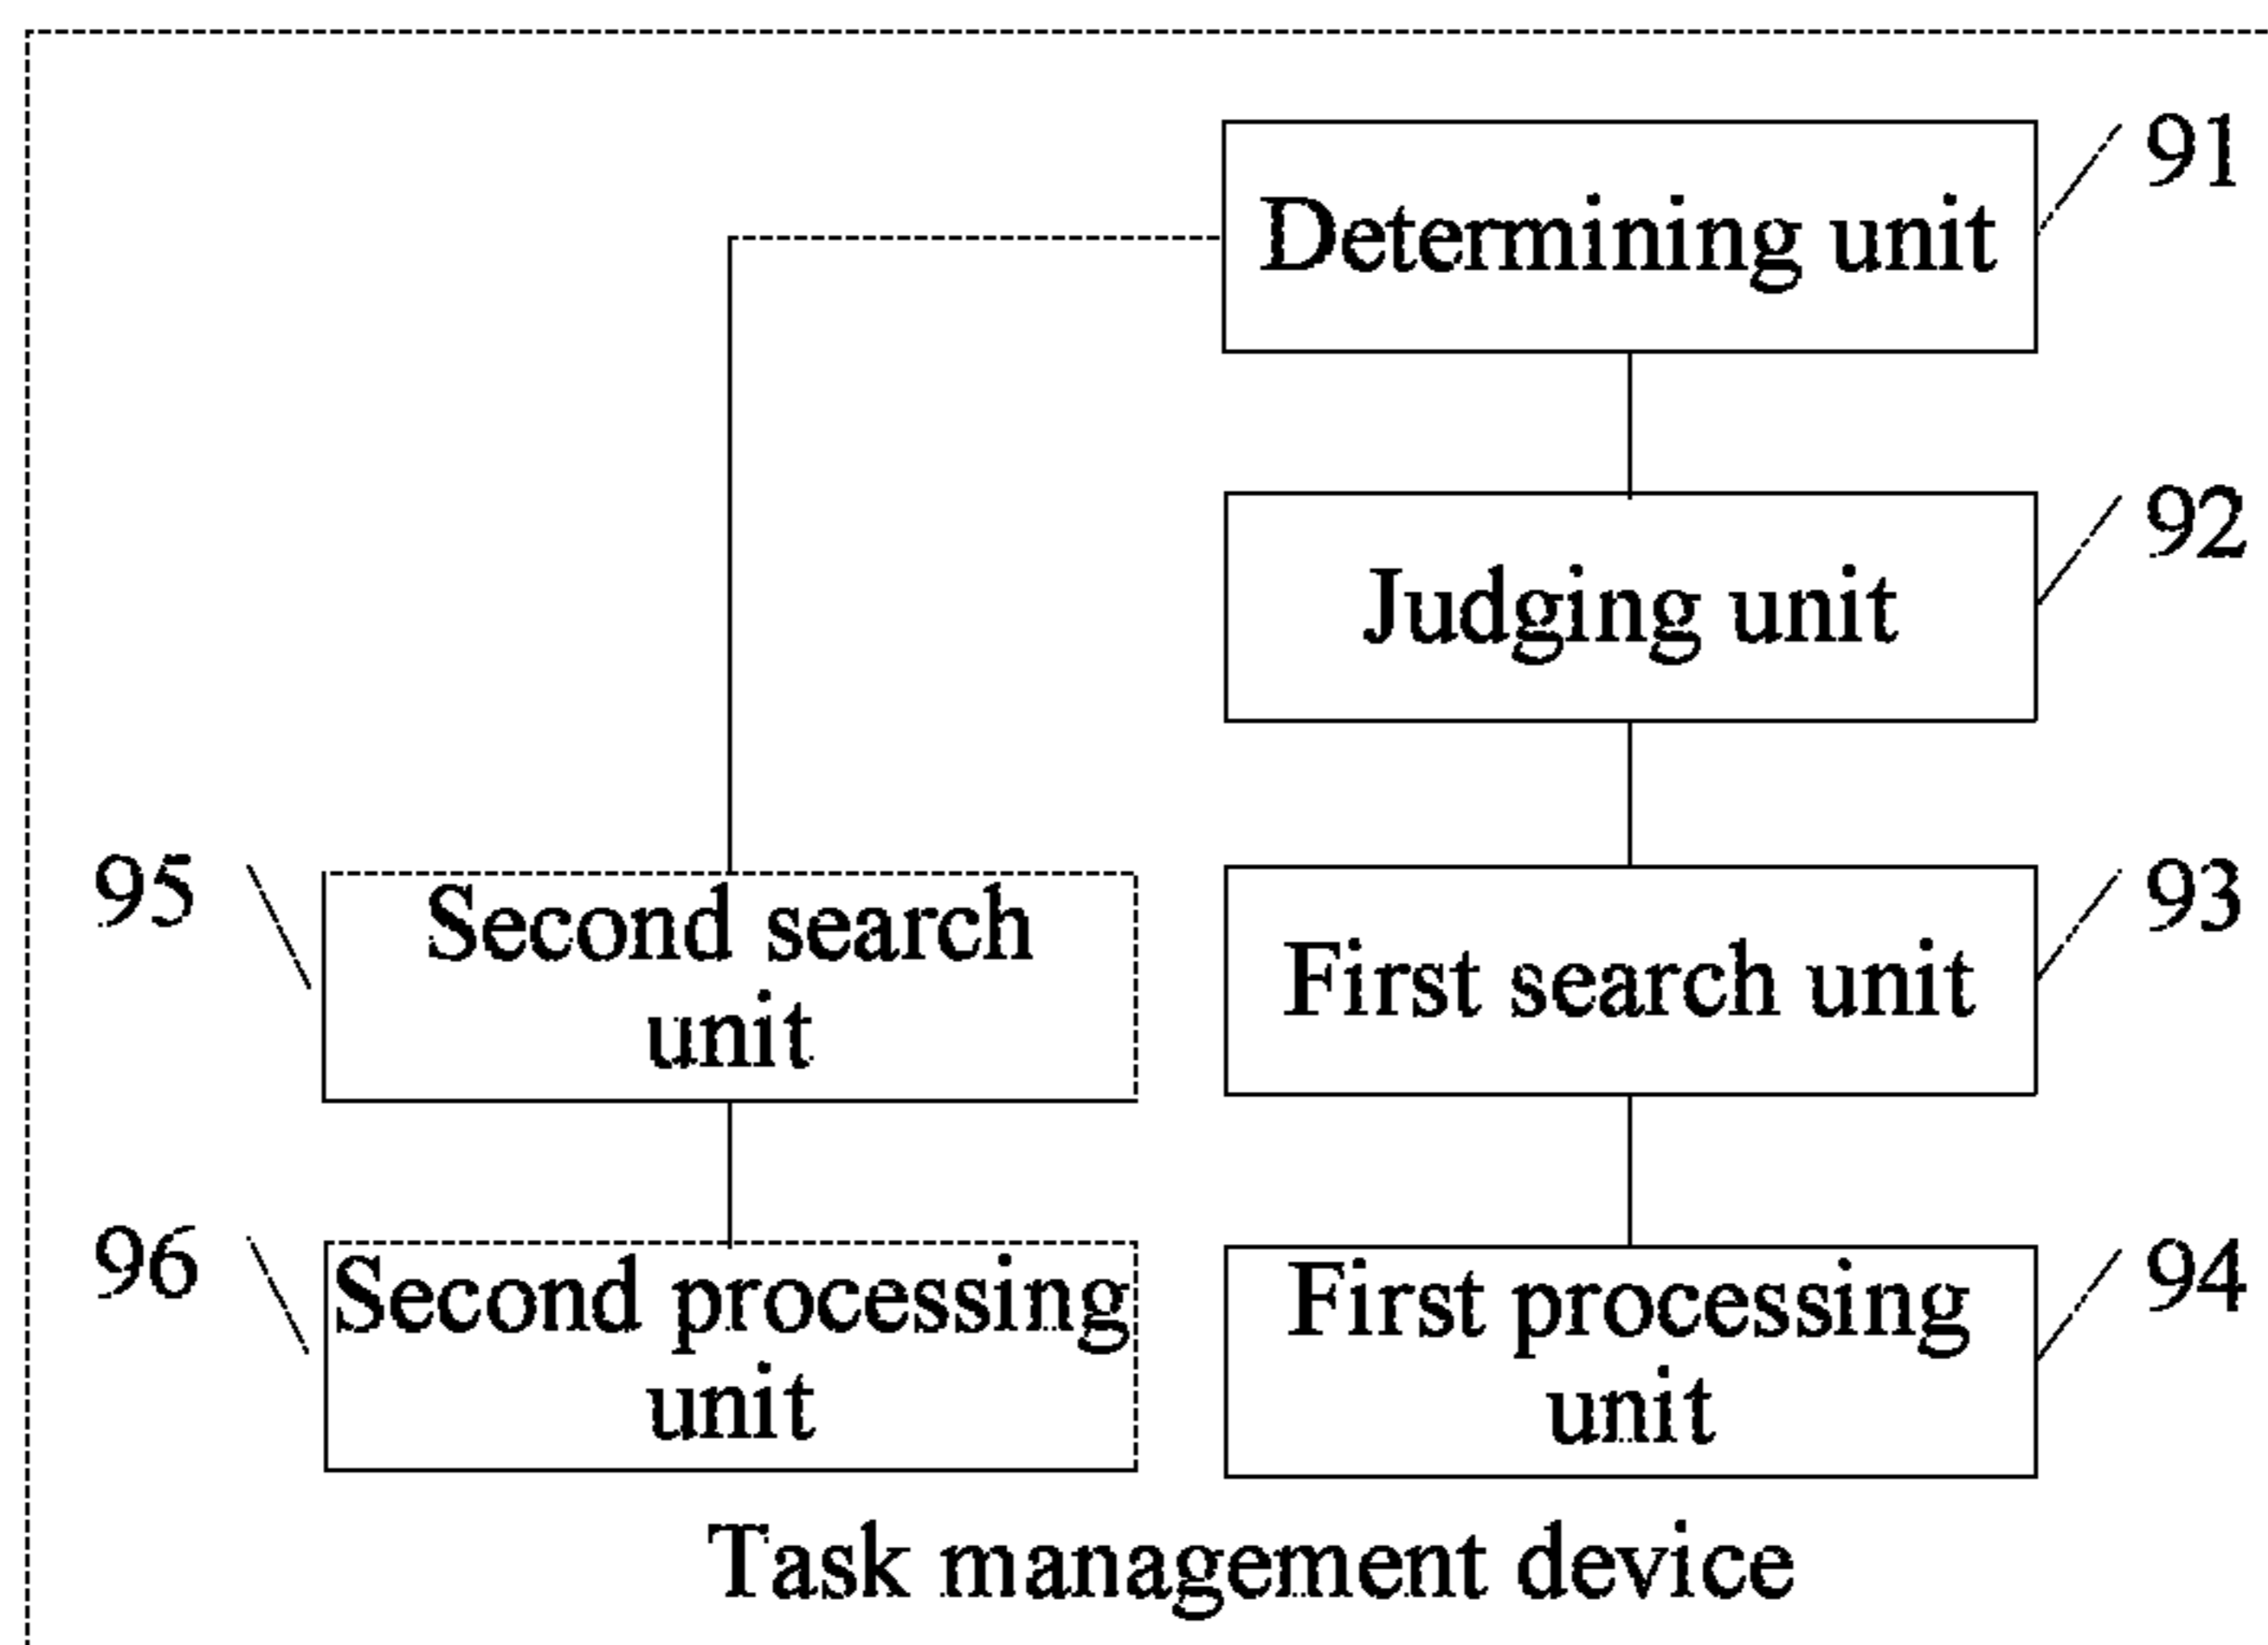 91
Determining unit
92
Judging unit
95
Second search
unit
93
First search unit
96
Second processing
unit
94
First processing
unit
Task management device